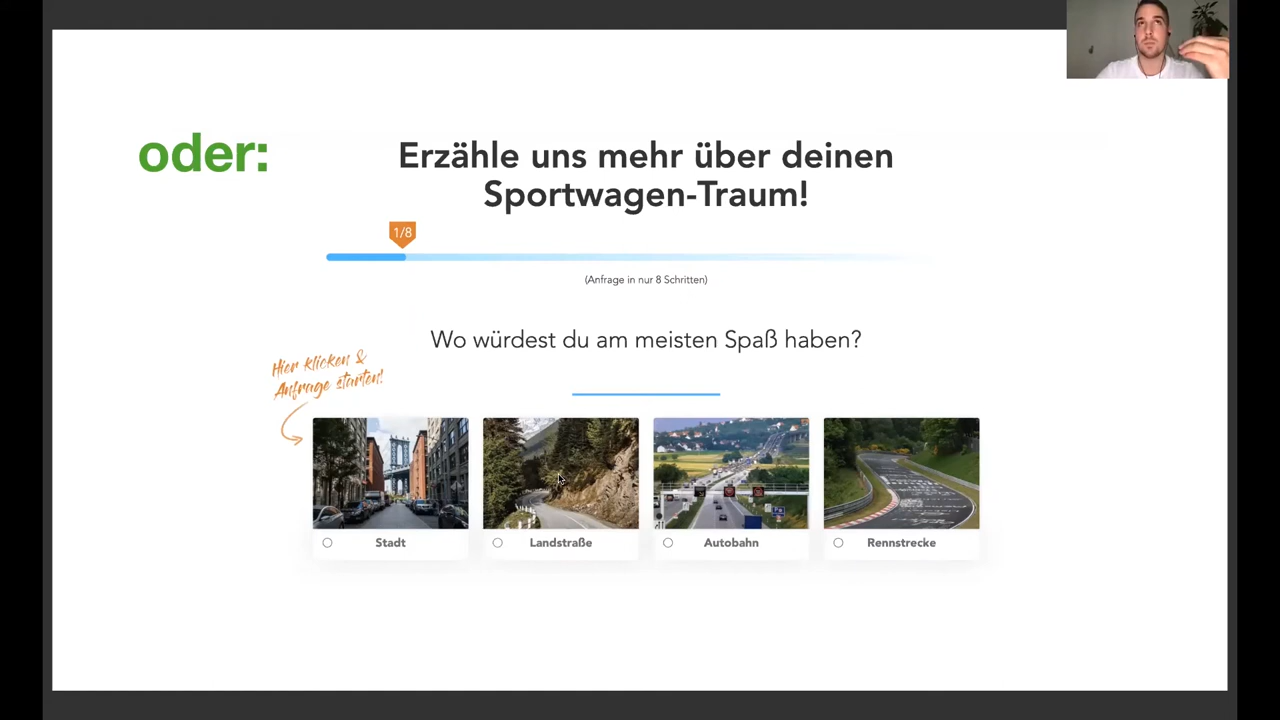 oder:
Erzähle uns mehr über deinen
Sportwagen-Traum!
1/8
(Anfrage in nur 8 Schritten)
Wo würdest du am meisten Spaß haben?
Hier klicken &
Anfrage starten!
Stadt
Landstraße
Autobahn
Rennstrecke